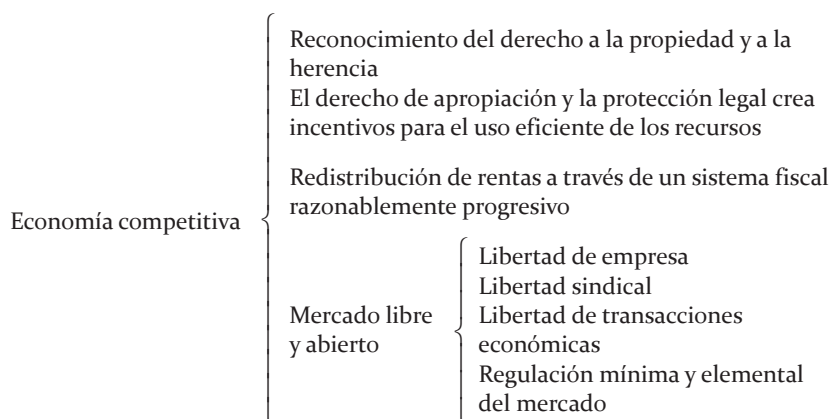 Reconocimiento del derecho a la propiedad y a la
herencia
El derecho de apropiación y la protección legal crea
incentivos para el uso eficiente de los recursos
Redistribución de rentas a través de un sistema fiscal
razonablemente progresivo
Economía competitiva
Mercado libre
y abierto
Libertad de empresa
Libertad sindical
Libertad de transacciones
económicas
Regulación mínima y elemental
del mercado